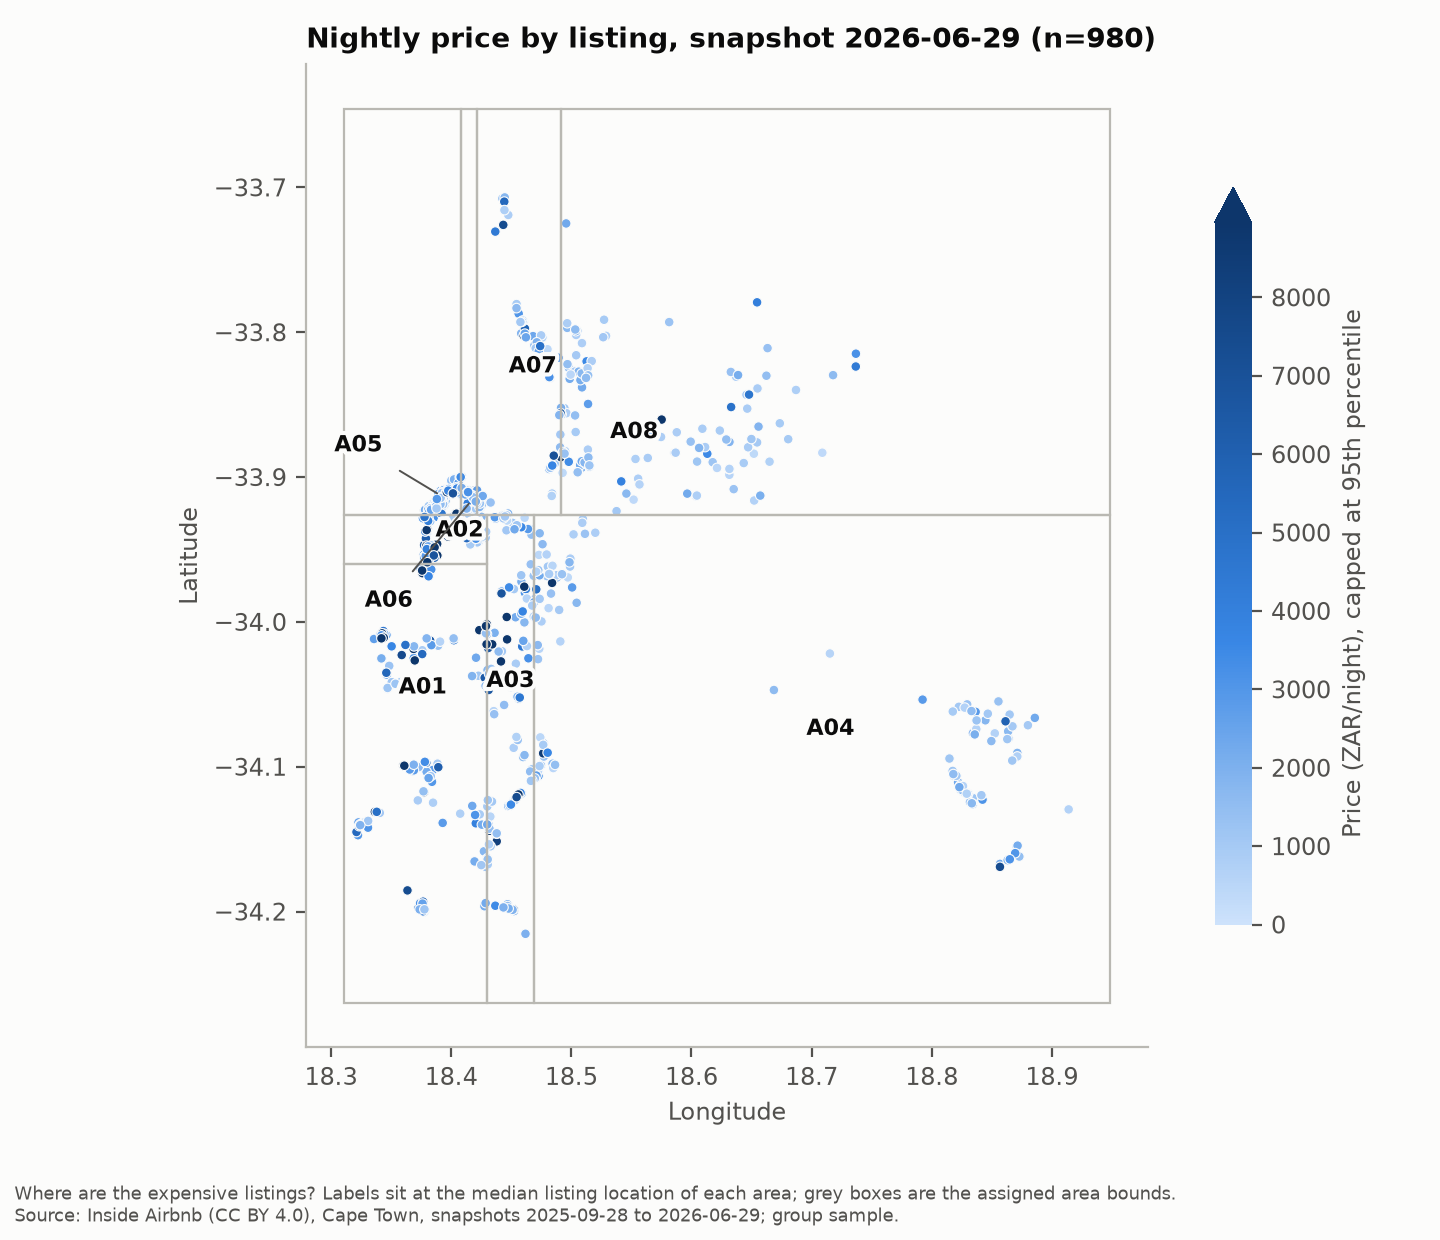 Nightly price by listing, snapshot 2026-06-29 (n=980)
Latitude
−33.7
−33.8
−33.9
−34.0
−34.1
−34.2
A07
A08
A05
A02
A06
A01
A03
A04
18.3 18.4 18.5 18.6 18.7 18.8 18.9
Longitude
8000
7000
6000
5000
4000
3000
2000
1000
0
Price (ZAR/night), capped at 95th percentile
Where are the expensive listings? Labels sit at the median listing location of each area; grey boxes are the assigned area bounds.
Source: Inside Airbnb (CC BY 4.0), Cape Town, snapshots 2025-09-28 to 2026-06-29; group sample.